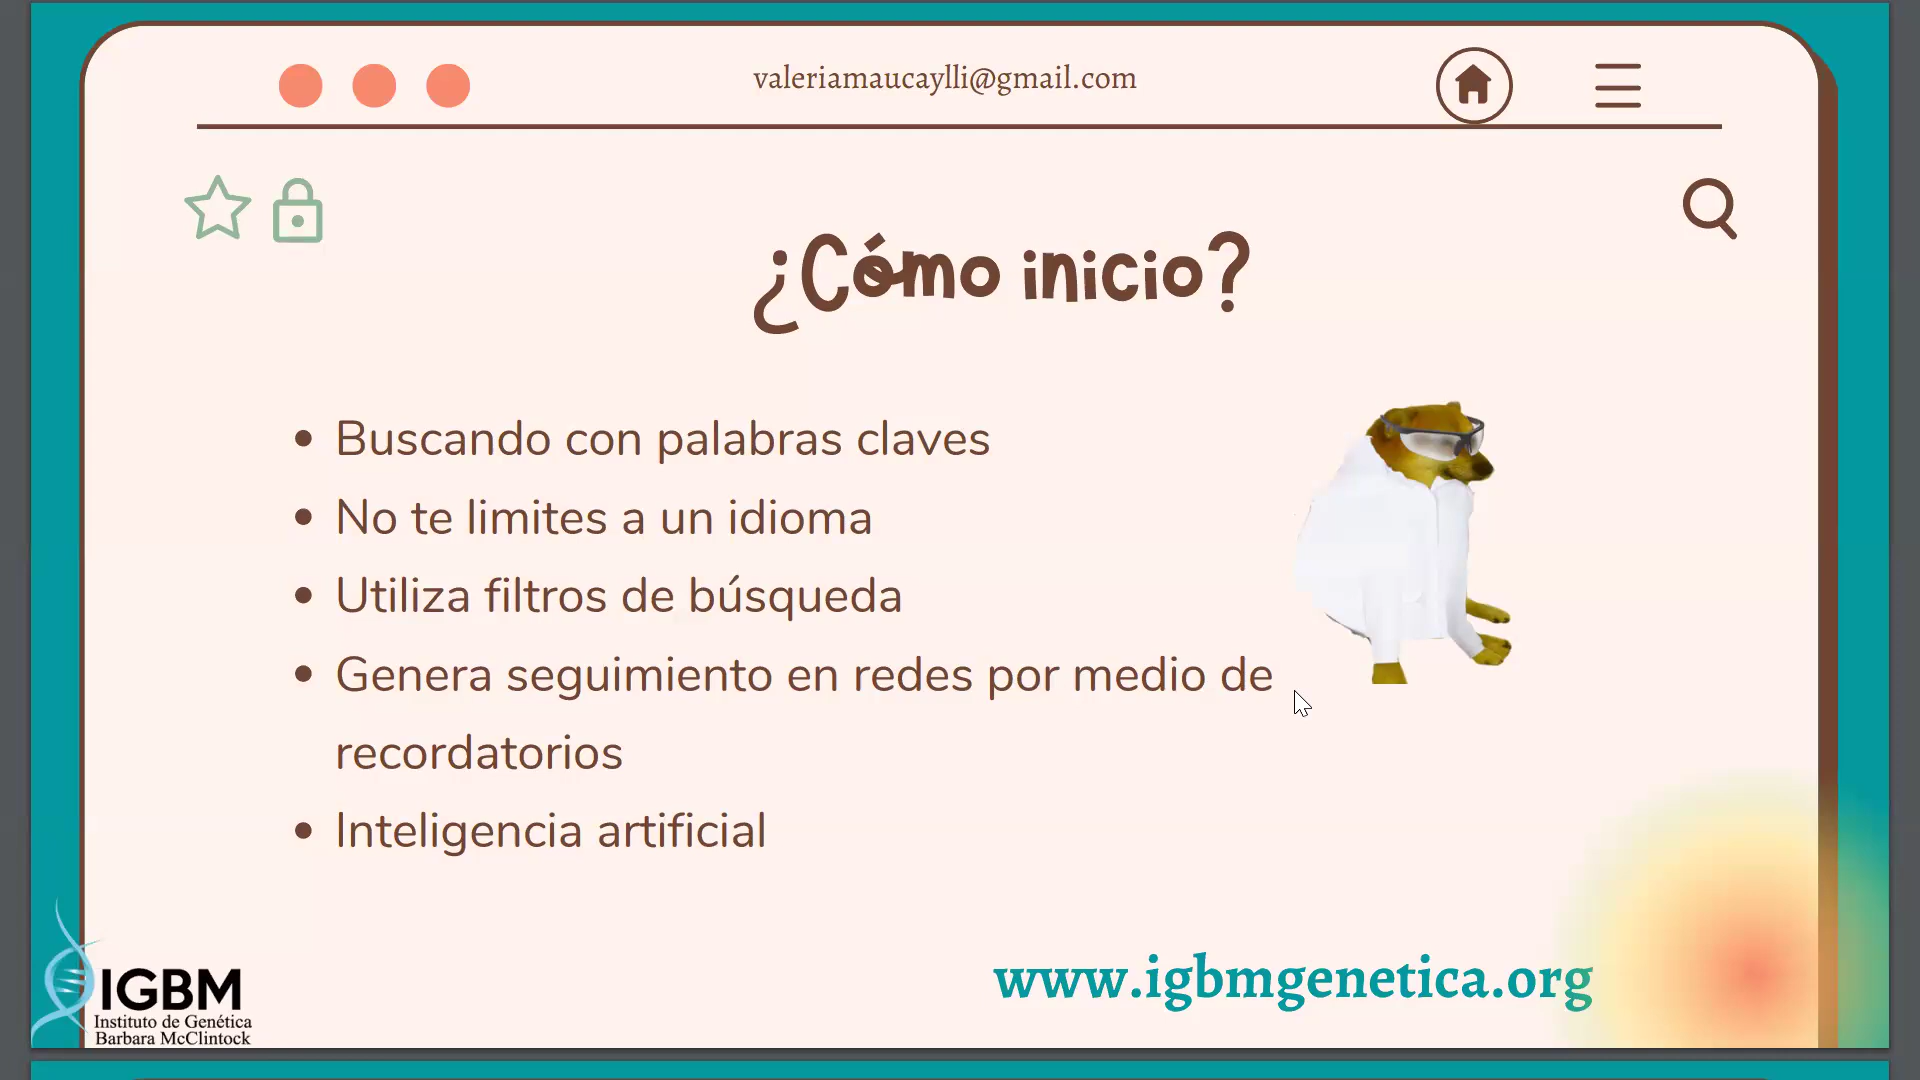 valeriamaucaylli@gmail.com
¿Cómo inicio?
• Buscando con palabras claves
• No te limites a un idioma
• Utiliza filtros de búsqueda
• Genera seguimiento en redes por medio de
recordatorios
• Inteligencia artificial
IGBM
Instituto de Genética
Barbara McClintock
www.igbmgenetica.org